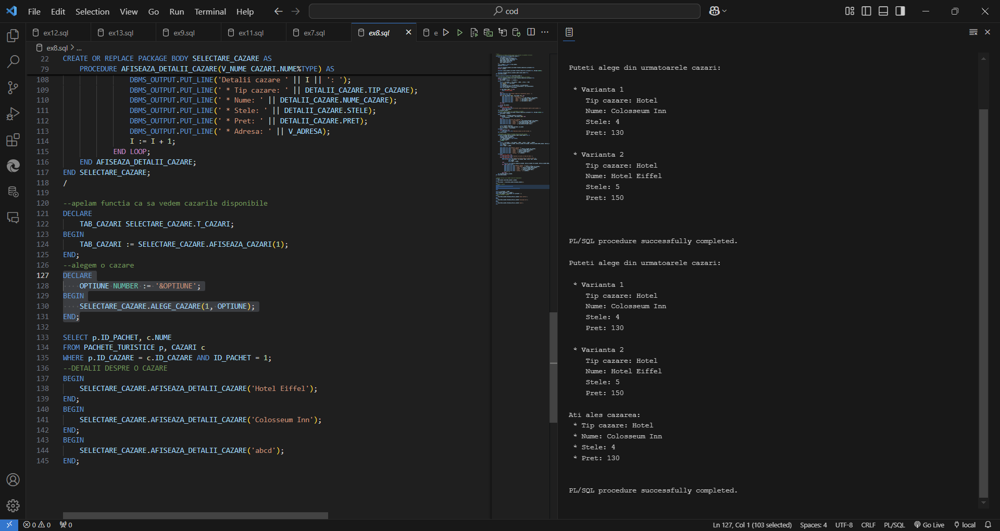 File Edit Selection View Go Run Terminal Help cod
ex12.sql ex13.sql ex9.sql ex11.sql ex7.sql ex8.sql e
ex8.sql > ...
22 CREATE OR REPLACE PACKAGE BODY SELECTARE_CAZARE AS
79 PROCEDURE AFISEAZA_DETALII_CAZARE(V_NUME CAZARI.NUME%TYPE) AS
108 DBMS_OUTPUT.PUT_LINE('Detalii cazare ' || I || ': ');
109 DBMS_OUTPUT.PUT_LINE(' * Tip cazare: ' || DETALII_CAZARE.TIP_CAZARE);
110 DBMS_OUTPUT.PUT_LINE(' * Nume: ' || DETALII_CAZARE.NUME_CAZARE);
111 DBMS_OUTPUT.PUT_LINE(' * Stele: ' || DETALII_CAZARE.STELE);
112 DBMS_OUTPUT.PUT_LINE(' * Pret: ' || DETALII_CAZARE.PRET);
113 DBMS_OUTPUT.PUT_LINE(' * Adresa: ' || V_ADRESA);
114 I := I + 1;
115 END LOOP;
116 END AFISEAZA_DETALII_CAZARE;
117 END SELECTARE_CAZARE;
118 /
119
120 --apelam functia ca sa vedem cazarile disponibile
121 DECLARE
122 TAB_CAZARI SELECTARE_CAZARE.T_CAZARI;
123 BEGIN
124 TAB_CAZARI := SELECTARE_CAZARE.AFISEAZA_CAZARI(1);
125 END;
126 --alegem o cazare
127 DECLARE
128 OPTIUNE NUMBER := '&OPTIUNE';
129 BEGIN
130 SELECTARE_CAZARE.ALEGE_CAZARE(1, OPTIUNE);
131 END;
132
133 SELECT p.ID_PACHET, c.NUME
134 FROM PACHETE_TURISTICE p, CAZARI c
135 WHERE p.ID_CAZARE = c.ID_CAZARE AND ID_PACHET = 1;
136 --DETALII DESPRE O CAZARE
137 BEGIN
138 SELECTARE_CAZARE.AFISEAZA_DETALII_CAZARE('Hotel Eiffel');
139 END;
140 BEGIN
141 SELECTARE_CAZARE.AFISEAZA_DETALII_CAZARE('Colosseum Inn');
142 END;
143 BEGIN
144 SELECTARE_CAZARE.AFISEAZA_DETALII_CAZARE('abcd');
145 END;
Puteti alege din urmatoarele cazari:
* Varianta 1
Tip cazare: Hotel
Nume: Colosseum Inn
Stele: 4
Pret: 130
* Varianta 2
Tip cazare: Hotel
Nume: Hotel Eiffel
Stele: 5
Pret: 150
PL/SQL procedure successfully completed.
Puteti alege din urmatoarele cazari:
* Varianta 1
Tip cazare: Hotel
Nume: Colosseum Inn
Stele: 4
Pret: 130
* Varianta 2
Tip cazare: Hotel
Nume: Hotel Eiffel
Stele: 5
Pret: 150
Ati ales cazarea:
* Tip cazare: Hotel
* Nume: Colosseum Inn
* Stele: 4
* Pret: 130
PL/SQL procedure successfully completed.
0 0 0 Ln 127, Col 1 (103 selected) Spaces: 4 UTF-8 CRLF PL/SQL Go Live local